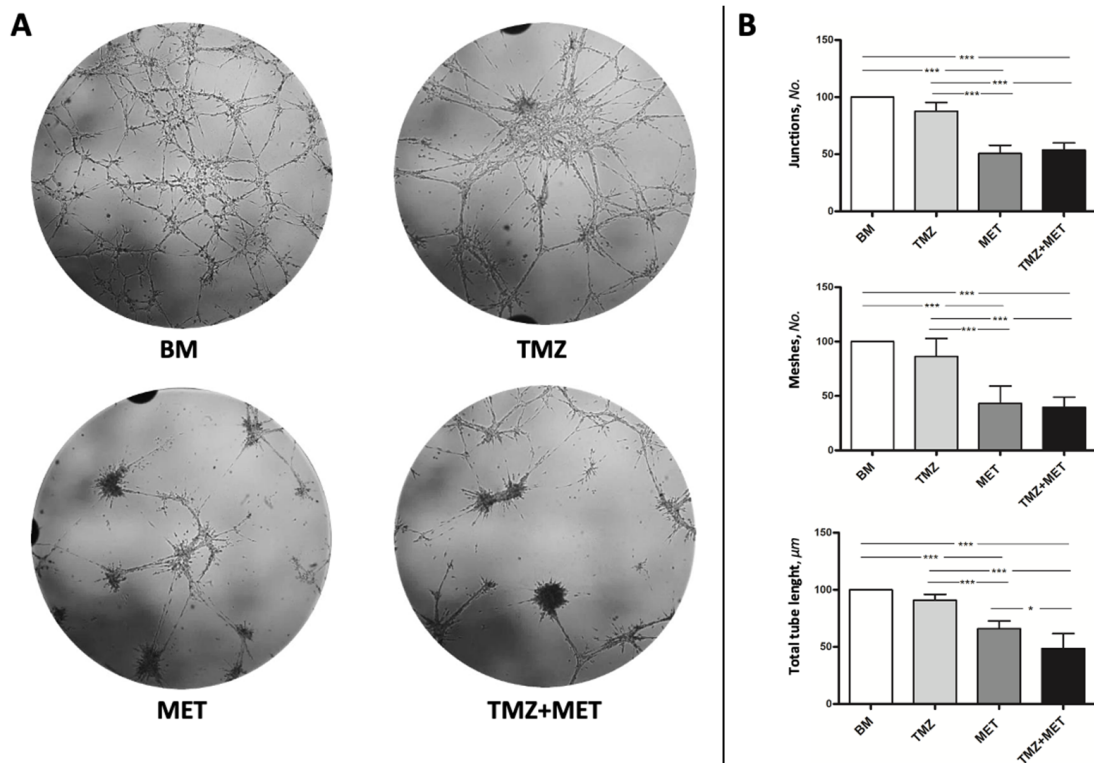 A
BM
TMZ
MET
TMZ+MET
B
150
100
50
0
Junctions, No.
***
***
***
***
BM
TMZ
MET
TMZ+MET
150
100
50
0
Meshes, No.
***
***
***
***
BM
TMZ
MET
TMZ+MET
150
100
50
0
Total tube lenght, µm
***
***
***
***
*
BM
TMZ
MET
TMZ+MET